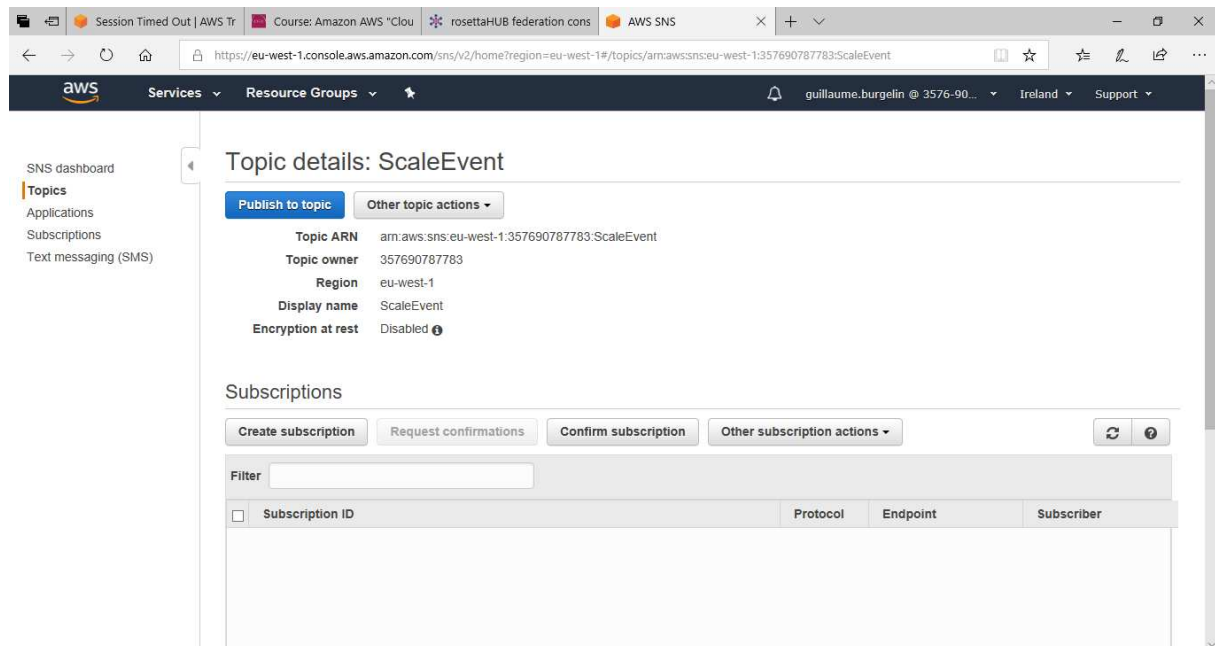 Session Timed Out | AWS Tr
Course: Amazon AWS "Clou
rosettaHUB federation cons
AWS SNS
https://eu-west-1.console.aws.amazon.com/sns/v2/home?region=eu-west-1#/topics/arn:aws:sns:eu-west-1:357690787783:ScaleEvent
aws
Services
Resource Groups
guillaume.burgelin @ 3576-90...
Ireland
Support
SNS dashboard
Topics
Applications
Subscriptions
Text messaging (SMS)
Topic details: ScaleEvent
Publish to topic
Other topic actions
Topic ARN arn:aws:sns:eu-west-1:357690787783:ScaleEvent
Topic owner 357690787783
Region eu-west-1
Display name ScaleEvent
Encryption at rest Disabled
Subscriptions
Create subscription
Request confirmations
Confirm subscription
Other subscription actions
Filter
Subscription ID Protocol Endpoint Subscriber